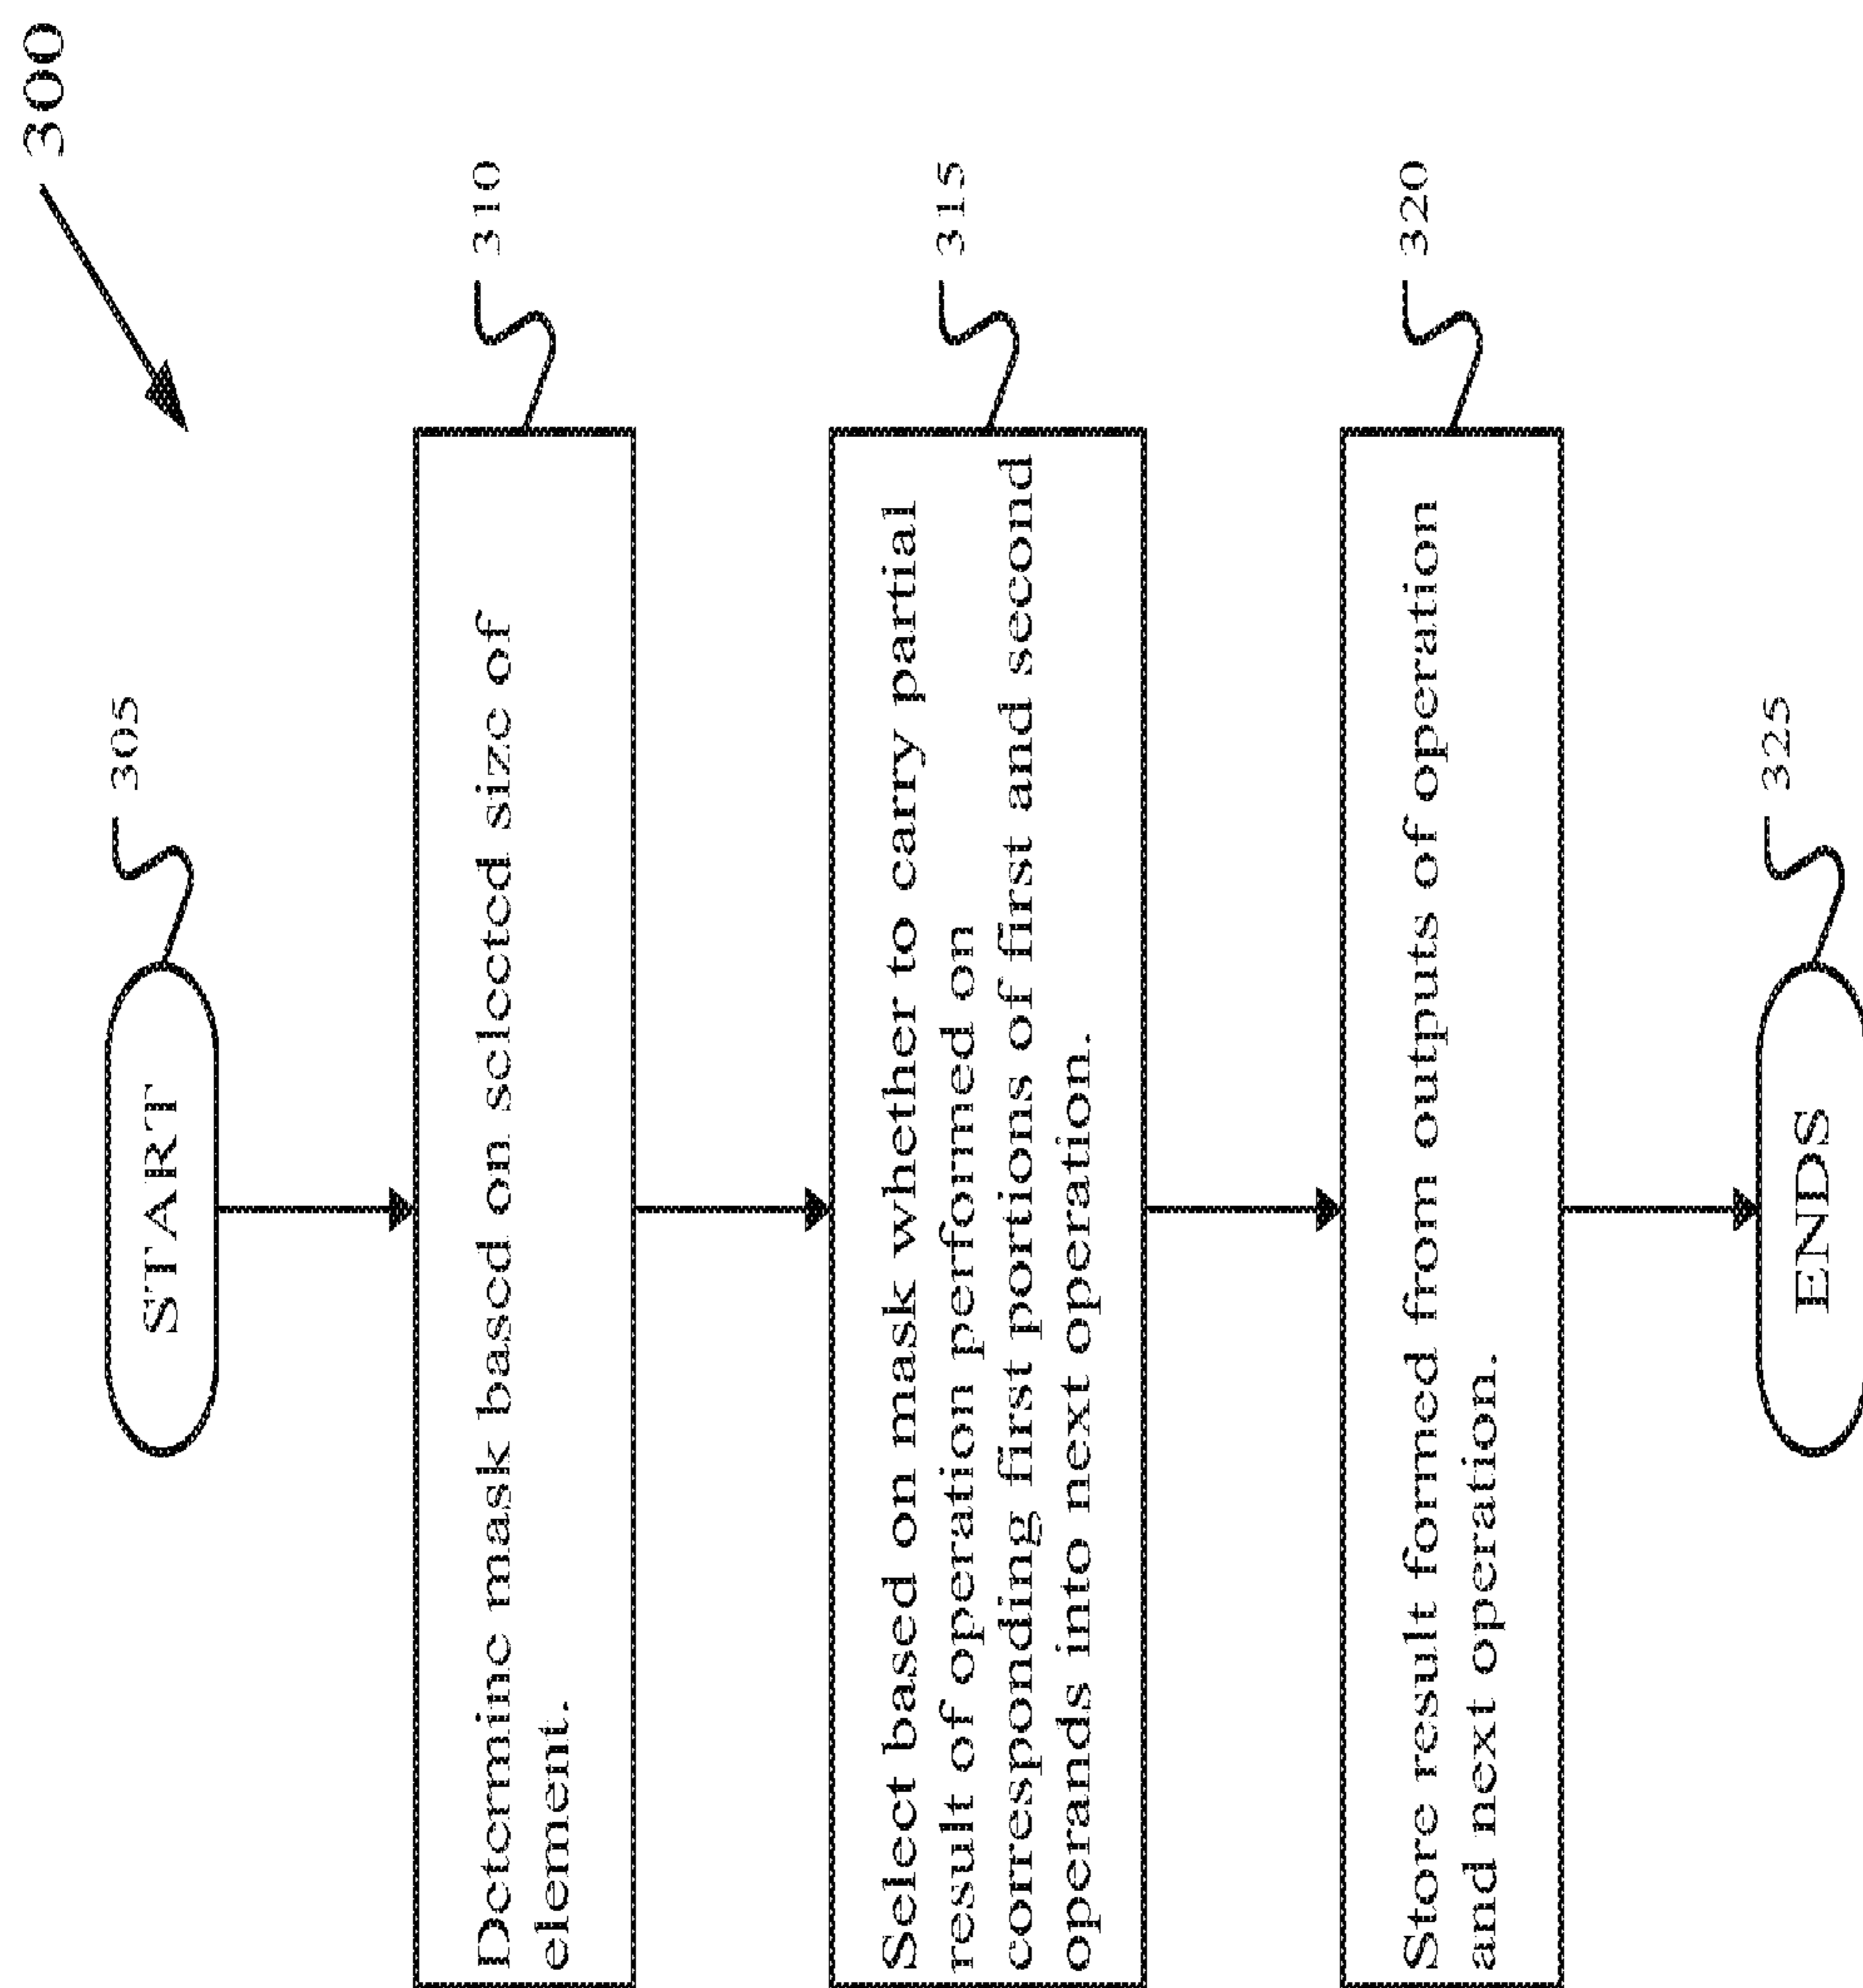 300
START
305
Determine mask based on selected size of
element.
310
Select based on mask whether to carry partial
result of operation performed on
corresponding first portions of first and second
operands into next operation.
315
Store result formed from outputs of operation
and next operation.
320
ENDS
325